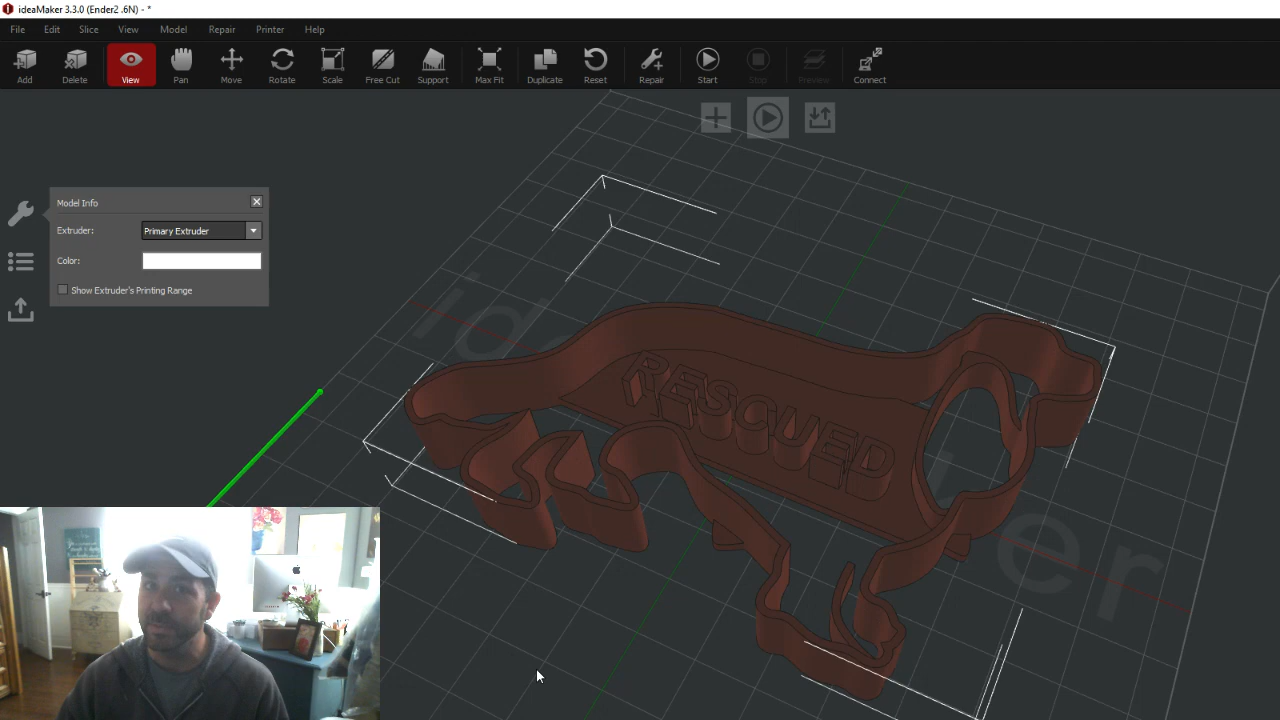 ideaMaker 3.3.0 (Ender2 .6N) - *
File Edit Slice View Model Repair Printer Help
Add Delete View Pan Move Rotate Scale Free Cut Support Max Fit Duplicate Reset Repair Start Stop Preview Connect
Model Info
Extruder: Primary Extruder
Color:
Show Extruder's Printing Range
RESCUED